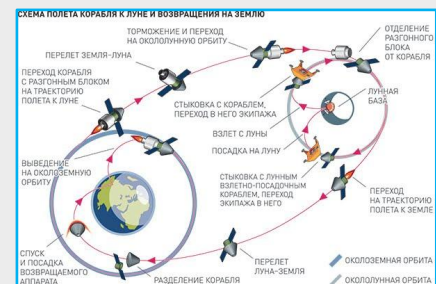 СХЕМА ПОЛЕТА КОРАБЛЯ К ЛУНЕ И ВОЗВРАЩЕНИЯ НА ЗЕМЛЮ
ТОРМОЖЕНИЕ И ПЕРЕХОД
НА ОКОЛОЛУННУЮ ОРБИТУ
ОТДЕЛЕНИЕ
РАЗГОННОГО
БЛОКА
ОТ КОРАБЛЯ
ПЕРЕЛЕТ ЗЕМЛЯ-ЛУНА
ПЕРЕХОД КОРАБЛЯ
С РАЗГОННЫМ БЛОКОМ
НА ТРАЕКТОРИЮ
ПОЛЕТА К ЛУНЕ
СТЫКОВКА С КОРАБЛЕМ,
ПЕРЕХОД В НЕГО ЭКИПАЖА
ЛУННАЯ
БАЗА
ВЗЛЕТ С ЛУНЫ
ПОСАДКА НА ЛУНУ
ВЫВЕДЕНИЕ
НА ОКОЛОЗЕМНУЮ
ОРБИТУ
СТЫКОВКА С ЛУННЫМ
ВЗЛЕТНО-ПОСАДОЧНЫМ
КОРАБЛЕМ, ПЕРЕХОД
ЭКИПАЖА В НЕГО
ПЕРЕХОД
НА ТРАЕКТОРИЮ
ПОЛЕТА К ЗЕМЛЕ
СПУСК
И ПОСАДКА
ВОЗВРАЩАЕМОГО
АППАРАТА
РАЗДЕЛЕНИЕ КОРАБЛЯ
ПЕРЕЛЕТ
ЛУНА-ЗЕМЛЯ
ОКОЛОЗЕМНАЯ ОРБИТА
ОКОЛОЛУННАЯ ОРБИТА